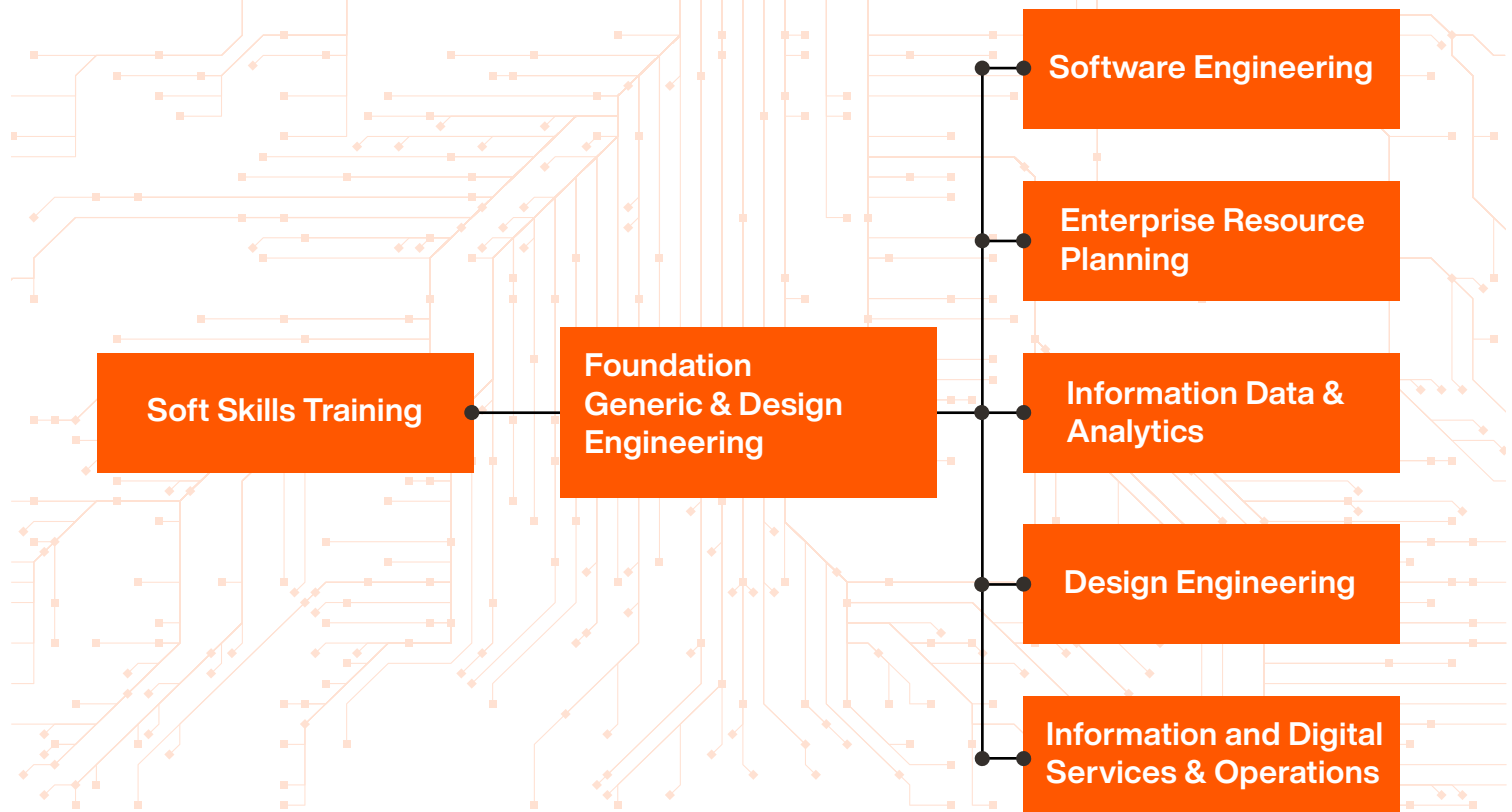 Soft Skills Training
Foundation
Generic & Design
Engineering
Software Engineering
Enterprise Resource
Planning
Information Data &
Analytics
Design Engineering
Information and Digital
Services & Operations